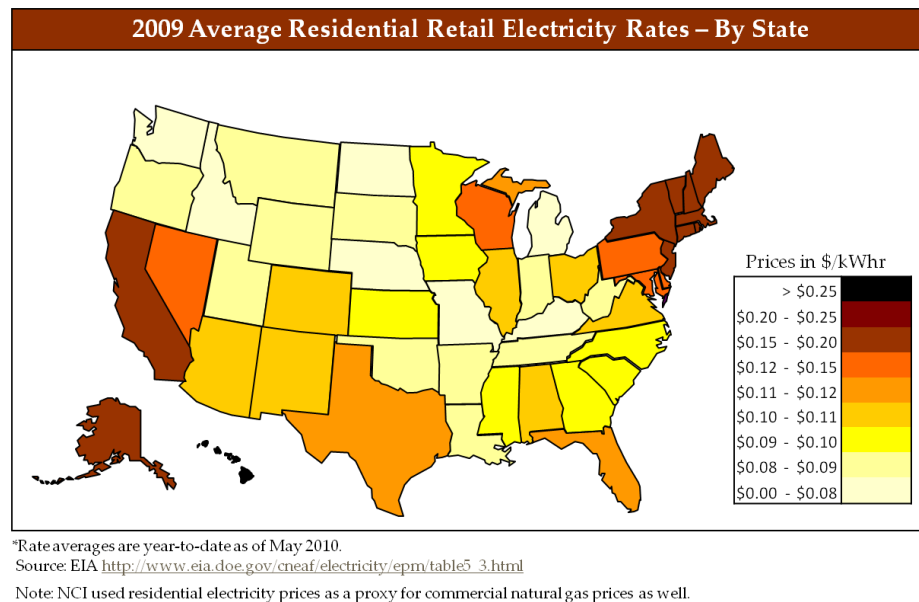 2009 Average Residential Retail Electricity Rates – By State
Prices in $/kWhr
> $0.25
$0.20 - $0.25
$0.15 - $0.20
$0.12 - $0.15
$0.11 - $0.12
$0.10 - $0.11
$0.09 - $0.10
$0.08 - $0.09
$0.00 - $0.08
*Rate averages are year-to-date as of May 2010.
Source: EIA http://www.eia.doe.gov/cneaf/electricity/epm/table5_3.html
Note: NCI used residential electricity prices as a proxy for commercial natural gas prices as well.